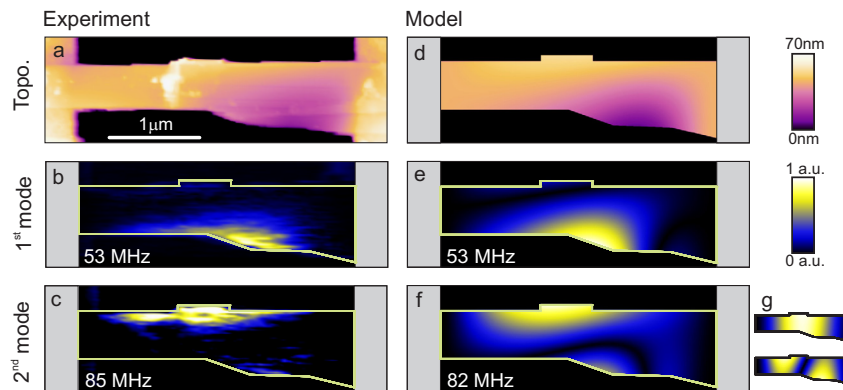 Experiment Model
a d 70nm
Topo.
1μm 0nm
b e 1 a.u.
1st mode
53 MHz 53 MHz 0 a.u.
c f g
2nd mode
85 MHz 82 MHz